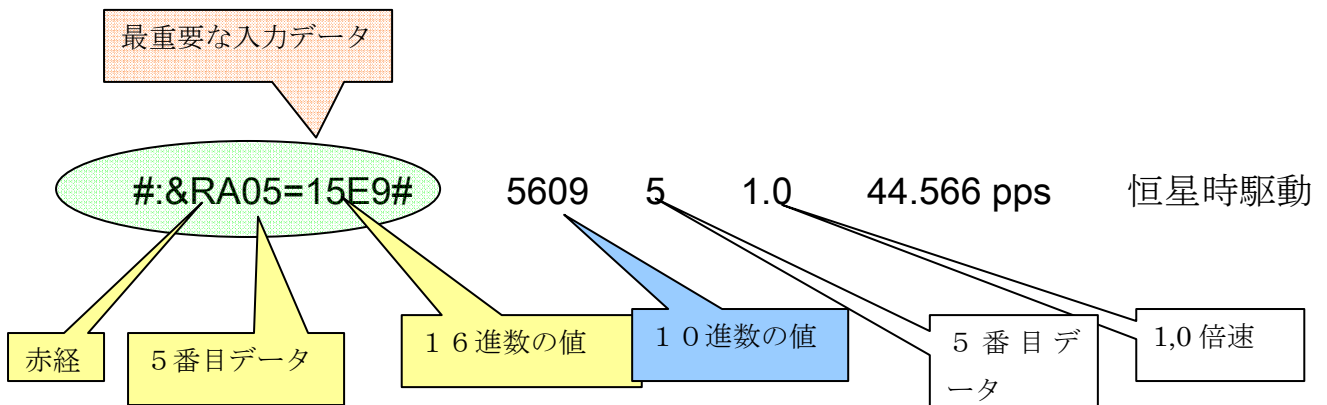 最重要な入力データ
#:&RA05=15E9# 5609 5 1.0 44.566 pps 恒星時駆動
赤経
５番目データ
１６進数の値
１０進数の値
５番目デ
ータ
1,0 倍速